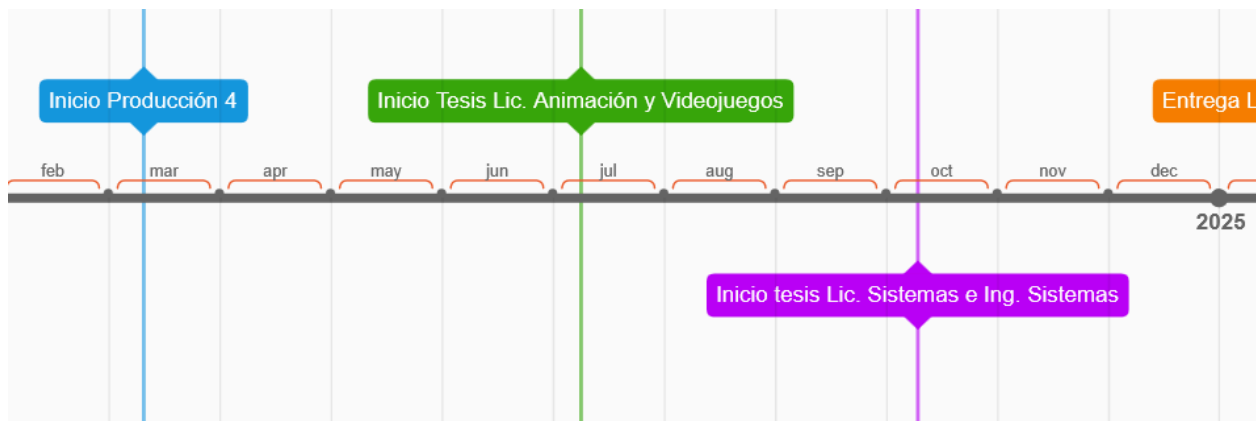 Inicio Producción 4
Inicio Tesis Lic. Animación y Videojuegos
Entrega L
feb mar apr may jun jul aug sep oct nov dec
2025
Inicio tesis Lic. Sistemas e Ing. Sistemas